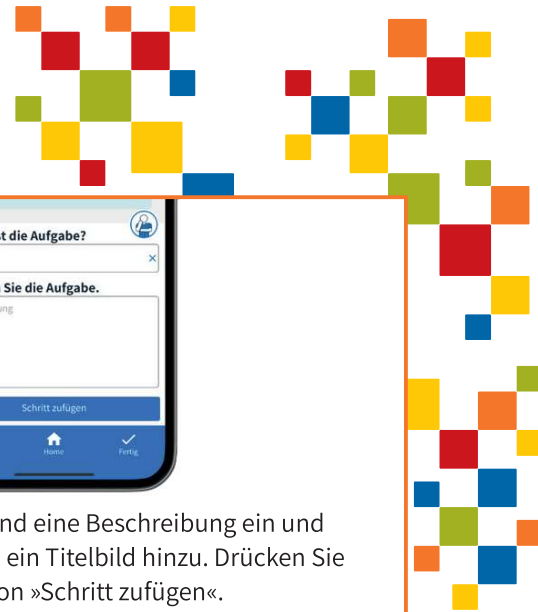 t die Aufgabe?
×
Sie die Aufgabe.
ung
Schritt zufügen
Home
Fertig
nd eine Beschreibung ein und
ein Titelbild hinzu. Drücken Sie
on »Schritt zufügen«.